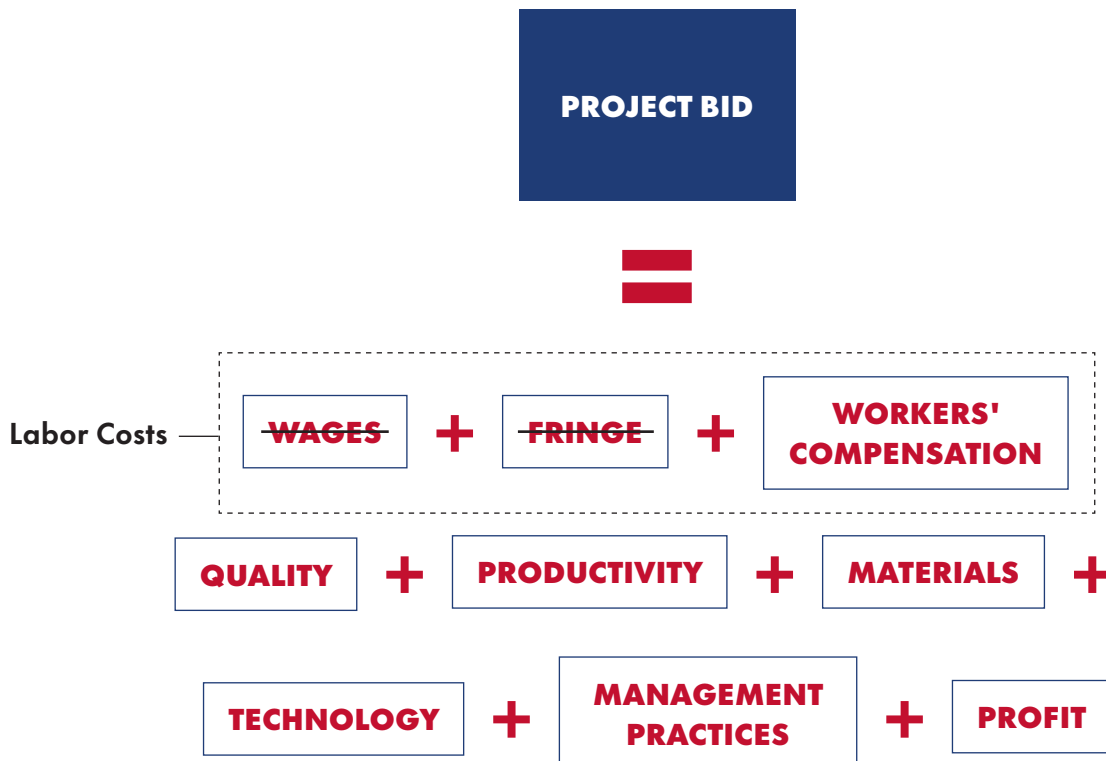 PROJECT BID
=
Labor Costs WAGES + FRINGE + WORKERS' COMPENSATION
QUALITY + PRODUCTIVITY + MATERIALS +
TECHNOLOGY + MANAGEMENT PRACTICES + PROFIT